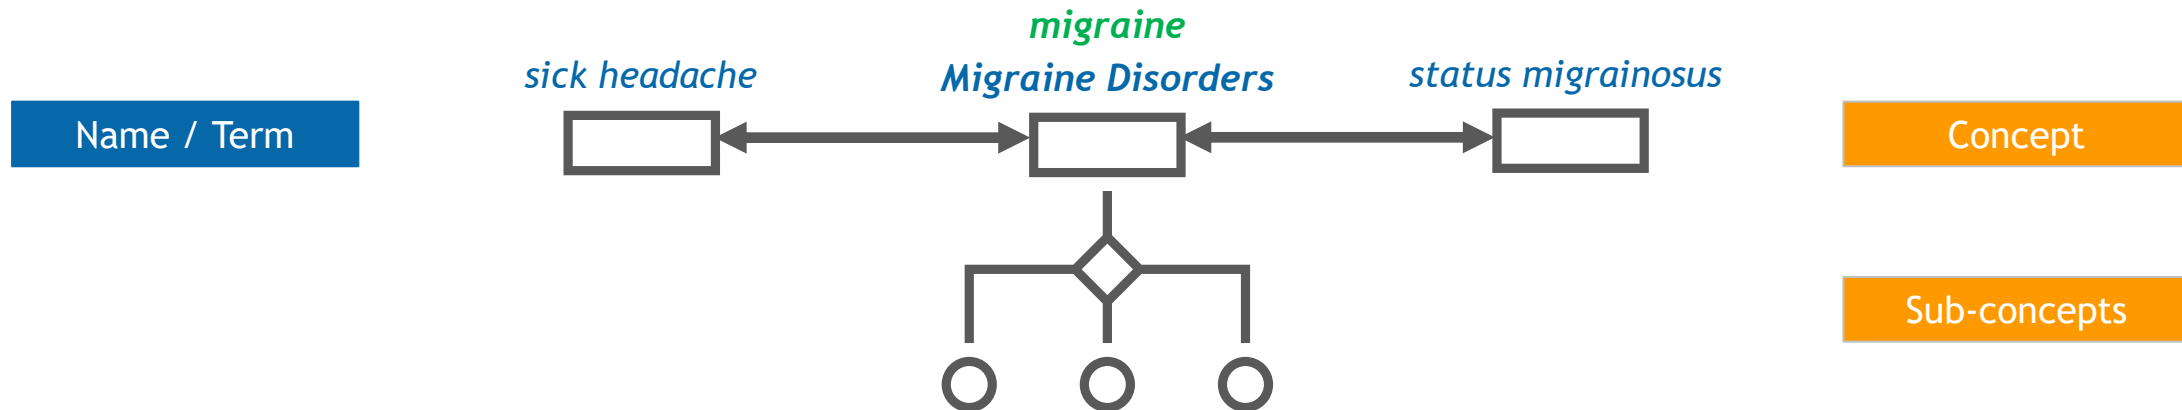 migraine
sick headache
Migraine Disorders
status migrainosus
Name / Term
Concept
Sub-concepts